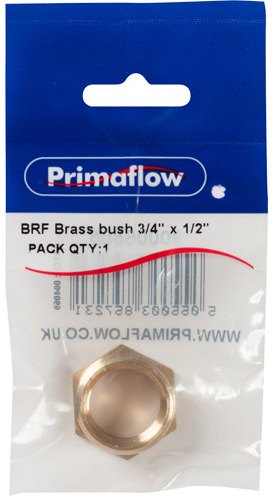 Primaflow
BRF Brass bush 3/4" x 1/2"
PACK QTY:1
5 055003 857231
WWW.PRIMAFLOW.CO.UK